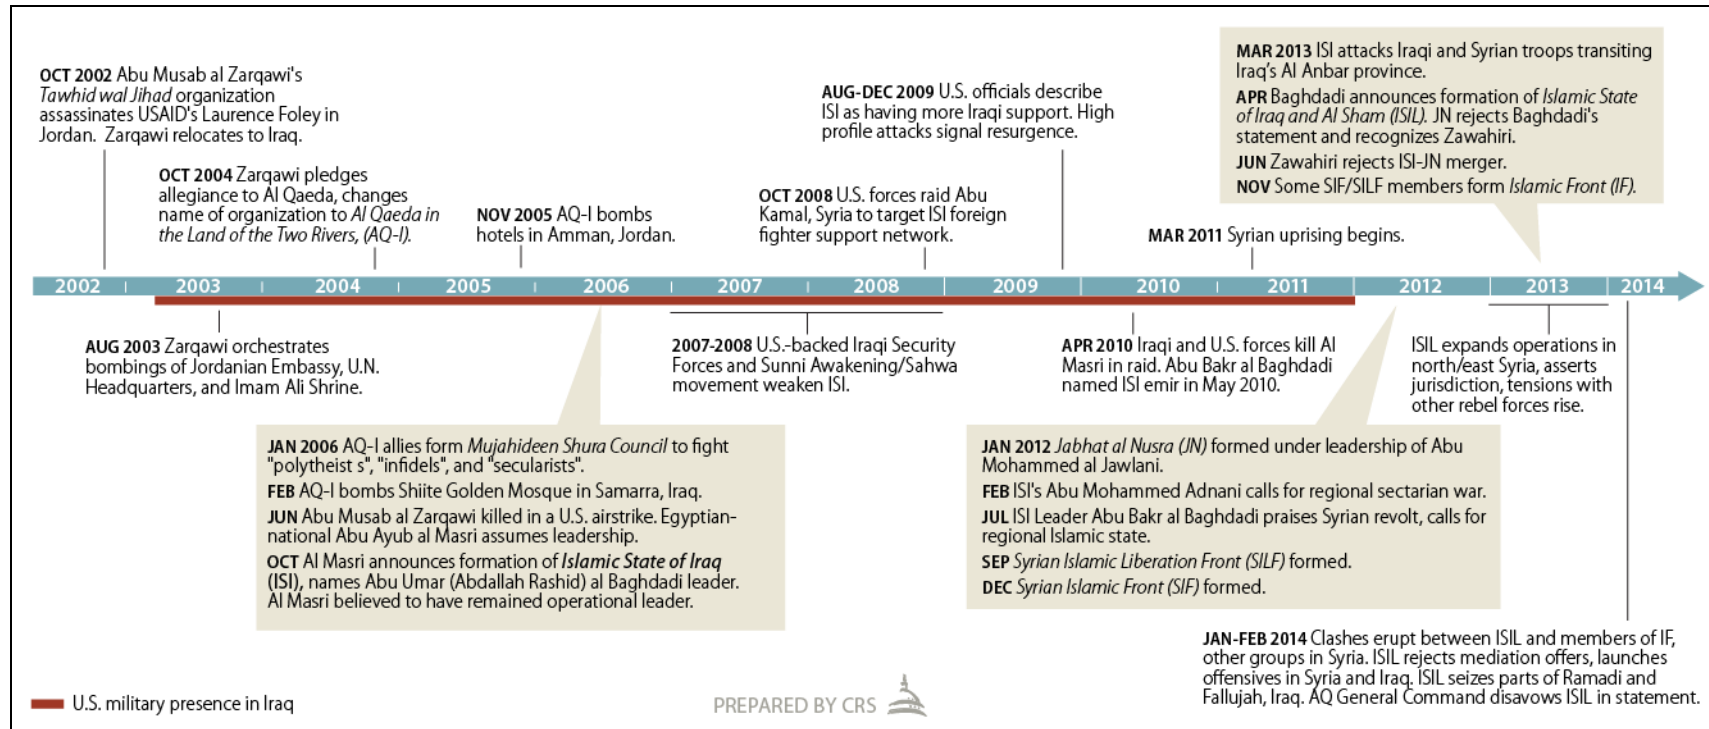 OCT 2002 Abu Musab al Zarqawi's
Tawhid wal Jihad organization
assassinates USAID's Laurence Foley in
Jordan. Zarqawi relocates to Iraq.
OCT 2004 Zarqawi pledges
allegiance to Al Qaeda, changes
name of organization to Al Qaeda in
the Land of the Two Rivers, (AQ-I).
NOV 2005 AQ-I bombs
hotels in Amman, Jordan.
AUG-DEC 2009 U.S. officials describe
ISI as having more Iraqi support. High
profile attacks signal resurgence.
OCT 2008 U.S. forces raid Abu
Kamal, Syria to target ISI foreign
fighter support network.
MAR 2011 Syrian uprising begins.
MAR 2013 ISI attacks Iraqi and Syrian troops transiting
Iraq's Al Anbar province.
APR Baghdadi announces formation of Islamic State
of Iraq and Al Sham (ISIL). JN rejects Baghdadi's
statement and recognizes Zawahiri.
JUN Zawahiri rejects ISI-JN merger.
NOV Some SIF/SILF members form Islamic Front (IF).
2002 2003 2004 2005 2006 2007 2008 2009 2010 2011 2012 2013 2014
AUG 2003 Zarqawi orchestrates
bombings of Jordanian Embassy, U.N.
Headquarters, and Imam Ali Shrine.
2007-2008 U.S.-backed Iraqi Security
Forces and Sunni Awakening/Sahwa
movement weaken ISI.
APR 2010 Iraqi and U.S. forces kill Al
Masri in raid. Abu Bakr al Baghdadi
named ISI emir in May 2010.
ISIL expands operations in
north/east Syria, asserts
jurisdiction, tensions with
other rebel forces rise.
JAN 2006 AQ-I allies form Mujahideen Shura Council to fight
"polytheist s", "infidels", and "secularists".
FEB AQ-I bombs Shiite Golden Mosque in Samarra, Iraq.
JUN Abu Musab al Zarqawi killed in a U.S. airstrike. Egyptian-
national Abu Ayub al Masri assumes leadership.
OCT Al Masri announces formation of Islamic State of Iraq
(ISI), names Abu Umar (Abdallah Rashid) al Baghdadi leader.
Al Masri believed to have remained operational leader.
JAN 2012 Jabhat al Nusra (JN) formed under leadership of Abu
Mohammed al Jawlani.
FEB ISI's Abu Mohammed Adnani calls for regional sectarian war.
JUL ISI Leader Abu Bakr al Baghdadi praises Syrian revolt, calls for
regional Islamic state.
SEP Syrian Islamic Liberation Front (SILF) formed.
DEC Syrian Islamic Front (SIF) formed.
JAN-FEB 2014 Clashes erupt between ISIL and members of IF,
other groups in Syria. ISIL rejects mediation offers, launches
offensives in Syria and Iraq. ISIL seizes parts of Ramadi and
Fallujah, Iraq. AQ General Command disavows ISIL in statement.
U.S. military presence in Iraq
PREPARED BY CRS